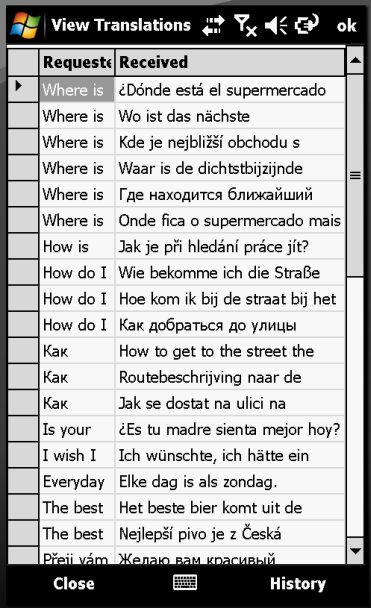 View Translations ok
Requeste Received
Where is ¿Dónde está el supermercado
Where is Wo ist das nächste
Where is Kde je nejbližší obchodu s
Where is Waar is de dichtstbijzijnde
Where is Где находится ближайший
Where is Onde fica o supermercado mais
How is Jak je při hledání práce jít?
How do I Wie bekomme ich die Straße
How do I Hoe kom ik bij de straat bij het
How do I Как добраться до улицы
Как How to get to the street the
Как Routebeschrijving naar de
Как Jak se dostat na ulici na
Is your ¿Es tu madre sienta mejor hoy?
I wish I Ich wünschte, ich hätte ein
Everyday Elke dag is als zondag.
The best Het beste bier komt uit de
The best Nejlepší pivo je z Česká
Přeji vám Желаю вам красивый
Close History